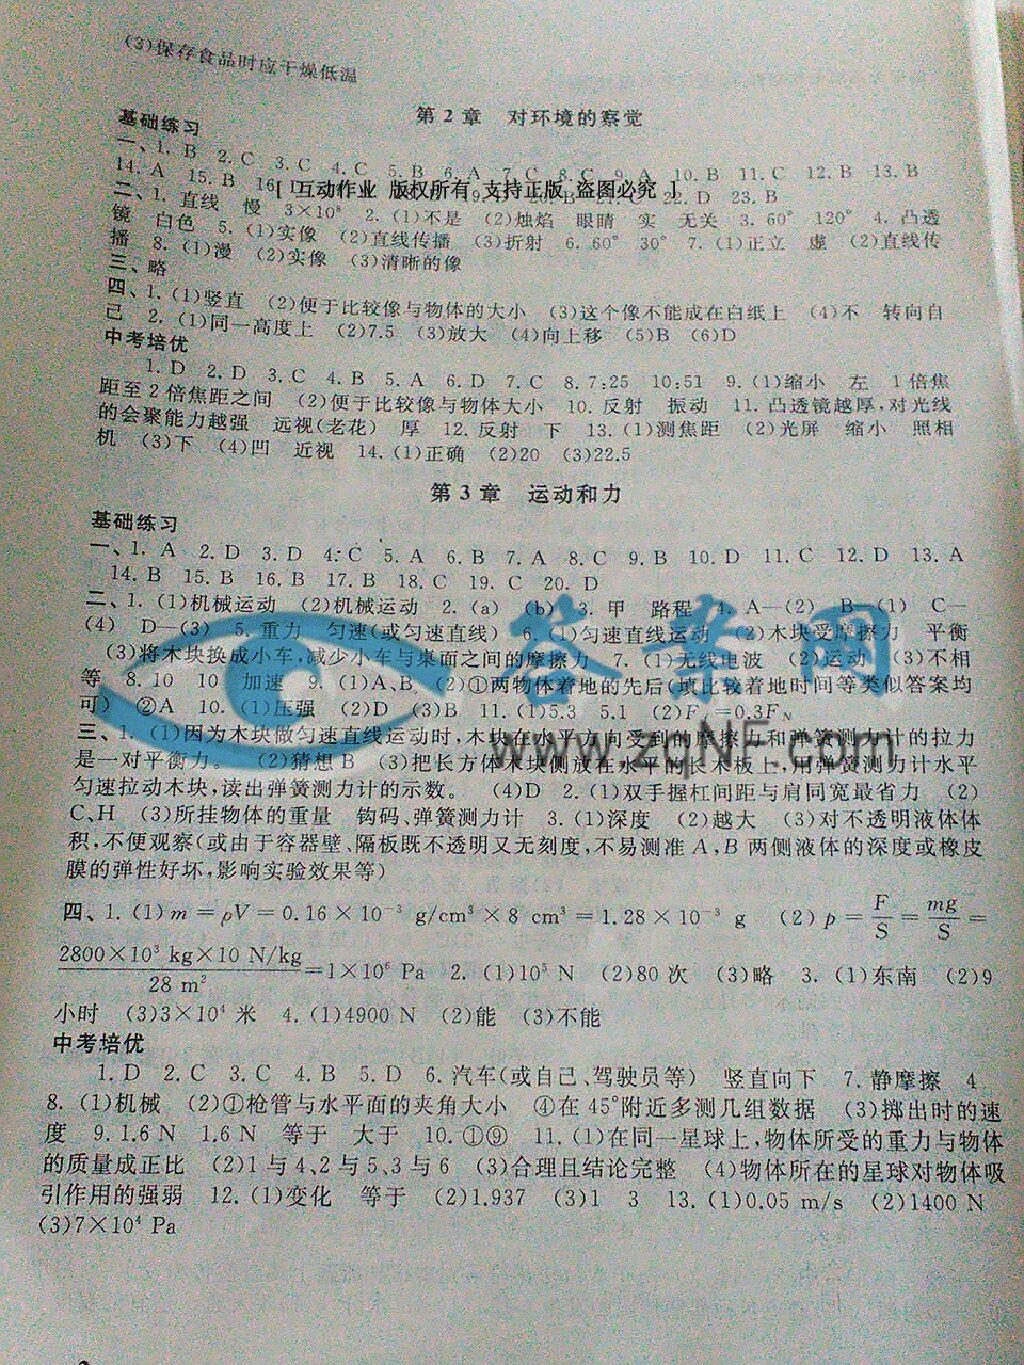 (3)保存食品时应干燥低温
第 2 章 对环境的察觉
基础练习
一、1. B 2. C 3. C 4. C 5. B 6. A 7. C 8. C 9. A 10. B 11. C 12. B 13. B
14. A 15. B 16. 20. B 21. C 22. D 23. B
[ 互动作业 版权所有 支持正版 盗图必究 ]
二、1. 直线 慢 3×10⁸ 2. (1)不是 (2)烛焰 眼睛 实 无关 3. 60° 120° 4. 凸透
镜 白色 5. (1)实像 (2)直线传播 (3)折射 6. 60° 30° 7. (1)正立 虚 (2)直线传
播 8. (1)漫 (2)实像 (3)清晰的像
三、略
四、1. (1)竖直 (2)便于比较像与物体的大小 (3)这个像不能成在白纸上 (4)不 转向自
己 2. (1)同一高度上 (2)7.5 (3)放大 (4)向上移 (5)B (6)D
中考培优
1. D 2. D 3. C 4. B 5. A 6. D 7. C 8. 7:25 10:51 9. (1)缩小 左 1 倍焦
距至 2 倍焦距之间 (2)便于比较像与物体大小 10. 反射 振动 11. 凸透镜越厚,对光线
的会聚能力越强 远视(老花) 厚 12. 反射 下 13. (1)测焦距 (2)光屏 缩小 照相
机 (3)下 (4)凹 近视 14. (1)正确 (2)20 (3)22.5
第 3 章 运动和力
基础练习
一、1. A 2. D 3. D 4. C 5. A 6. B 7. A 8. C 9. B 10. D 11. C 12. D 13. A
14. B 15. B 16. B 17. B 18. C 19. C 20. D
二、1. (1)机械运动 (2)机械运动 2. (a) (b) 3. 甲 路程 4. A—(2) B—(1) C—
(4) D—(3) 5. 重力 匀速(或匀速直线) 6. (1)匀速直线运动 (2)木块受摩擦力 平衡
(3)将木块换成小车,减少小车与桌面之间的摩擦力 7. (1)无线电波 (2)运动 (3)不相
等 8. 10 10 加速 9. (1)A、B (2)①两物体着地的先后(填比较着地时间等类似答案均
可) ②A 10. (1)压强 (2)D (3)B 11. (1)5.3 5.1 (2)F =0.3F_N
三、1. (1)因为木块做匀速直线运动时,木块在水平方向受到的摩擦力和弹簧测力计的拉力
是一对平衡力。 (2)猜想 B (3)把长方体木块侧放在水平的长木板上,用弹簧测力计水平
匀速拉动木块,读出弹簧测力计的示数。 (4)D 2. (1)双手握杠间距与肩同宽最省力 (2)
C、H (3)所挂物体的重量 钩码、弹簧测力计 3. (1)深度 (2)越大 (3)对不透明液体体
积,不便观察(或由于容器壁、隔板既不透明又无刻度,不易测准 A,B 两侧液体的深度或橡皮
膜的弹性好坏,影响实验效果等)
四、1. (1) m=ρV=0.16×10⁻³ g/cm³×8 cm³=1.28×10⁻³ g (2) p=F/S=mg/S=
2800×10³ kg×10 N/kg/28 m²=1×10⁶ Pa 2. (1)10⁵ N (2)80 次 (3)略 3. (1)东南 (2)9
小时 (3)3×10⁴ 米 4. (1)4900 N (2)能 (3)不能
中考培优
1. D 2. C 3. C 4. B 5. D 6. 汽车(或自己、驾驶员等) 竖直向下 7. 静摩擦 4
8. (1)机械 (2)①枪管与水平面的夹角大小 ④在 45°附近多测几组数据 (3)掷出时的速
度 9. 1.6 N 1.6 N 等于 大于 10. ①⑨ 11. (1)在同一星球上,物体所受的重力与物体
的质量成正比 (2)1 与 4、2 与 5、3 与 6 (3)合理且结论完整 (4)物体所在的星球对物体吸
引作用的强弱 12. (1)变化 等于 (2)1.937 (3)1 3 13. (1)0.05 m/s (2)1400 N
(3)7×10⁴ Pa
答案网
www.zqNF.com